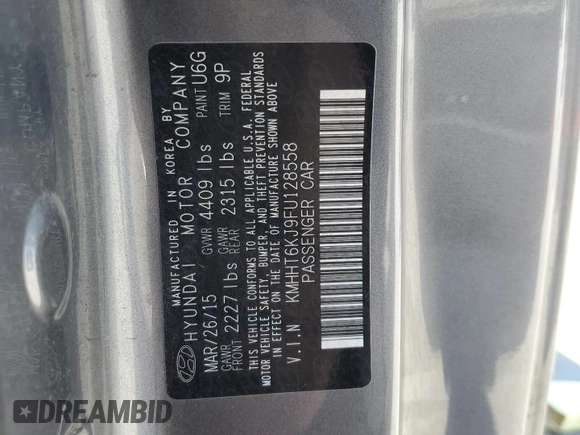 MANUFACTURED IN KOREA BY
HYUNDAI MOTOR COMPANY
MAR/26/15 GVWR 4409 lbs PAINT U6G
GAWR FRONT 2227 lbs GAWR REAR 2315 lbs TRIM 9P
THIS VEHICLE CONFORMS TO ALL APPLICABLE U.S.A. FEDERAL
MOTOR VEHICLE SAFETY, BUMPER, AND THEFT PREVENTION STANDARDS
IN EFFECT ON THE DATE OF MANUFACTURE SHOWN ABOVE
V.I.N KMHHT6KJ9FU128558
PASSENGER CAR
DREAMBID